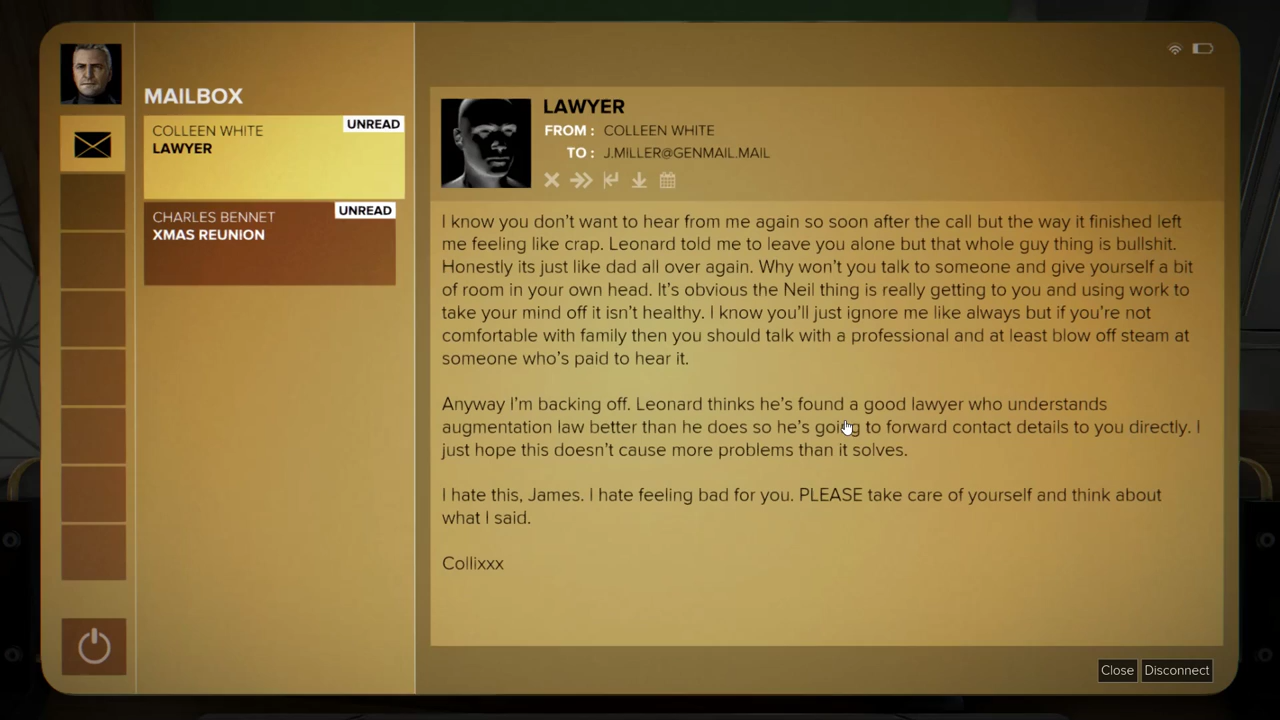 MAILBOX
UNREAD
COLLEEN WHITE
LAWYER
UNREAD
CHARLES BENNET
XMAS REUNION
LAWYER
FROM : COLLEEN WHITE
TO : J.MILLER@GENMAIL.MAIL
I know you don't want to hear from me again so soon after the call but the way it finished left
me feeling like crap. Leonard told me to leave you alone but that whole guy thing is bullshit.
Honestly its just like dad all over again. Why won't you talk to someone and give yourself a bit
of room in your own head. It's obvious the Neil thing is really getting to you and using work to
take your mind off it isn't healthy. I know you'll just ignore me like always but if you're not
comfortable with family then you should talk with a professional and at least blow off steam at
someone who's paid to hear it.
Anyway I'm backing off. Leonard thinks he's found a good lawyer who understands
augmentation law better than he does so he's going to forward contact details to you directly. I
just hope this doesn't cause more problems than it solves.
I hate this, James. I hate feeling bad for you. PLEASE take care of yourself and think about
what I said.
Collixxx
Close Disconnect